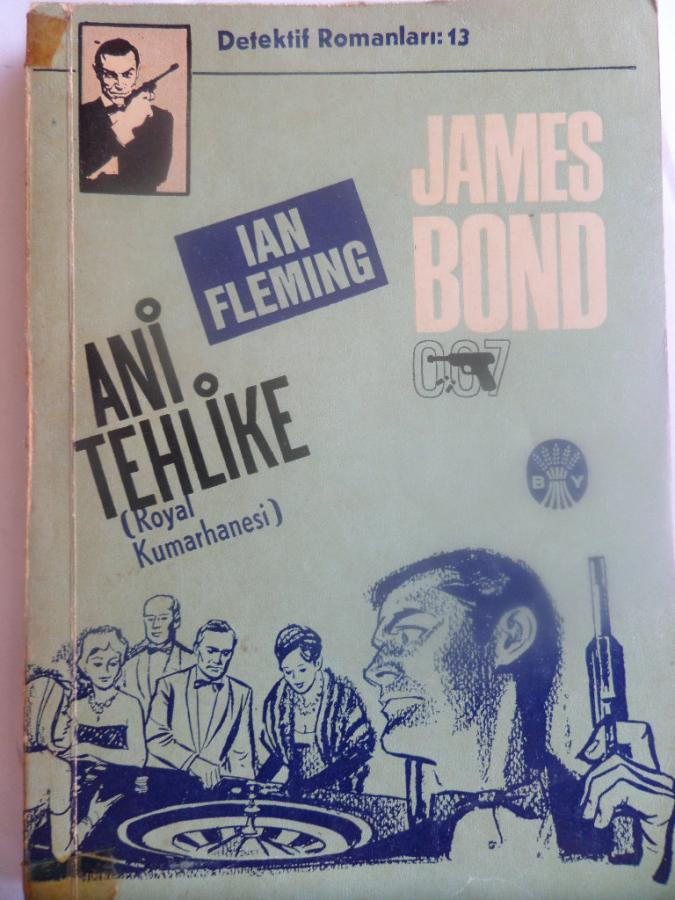 Detektif Romanları: 13
JAMES
BOND
007
IAN
FLEMING
ANİ
TEHLİKE
(Royal
Kumarhanesi)
B Y